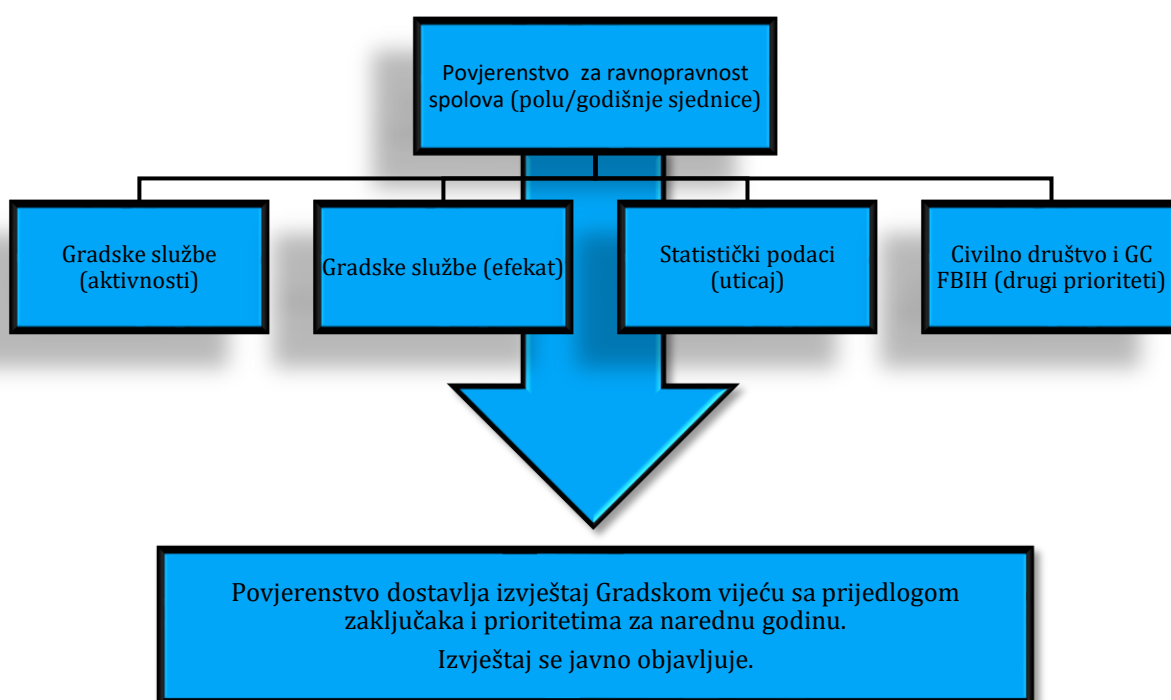 Povjerenstvo za ravnopravnost
spolova (polu/godišnje sjednice)
Gradske službe
(aktivnosti)
Gradske službe (efekat)
Statistički podaci
(uticaj)
Civilno društvo i GC
FBIH (drugi prioriteti)
Povjerenstvo dostavlja izvještaj Gradskom vijeću sa prijedlogom
zaključaka i prioritetima za narednu godinu.
Izvještaj se javno objavljuje.